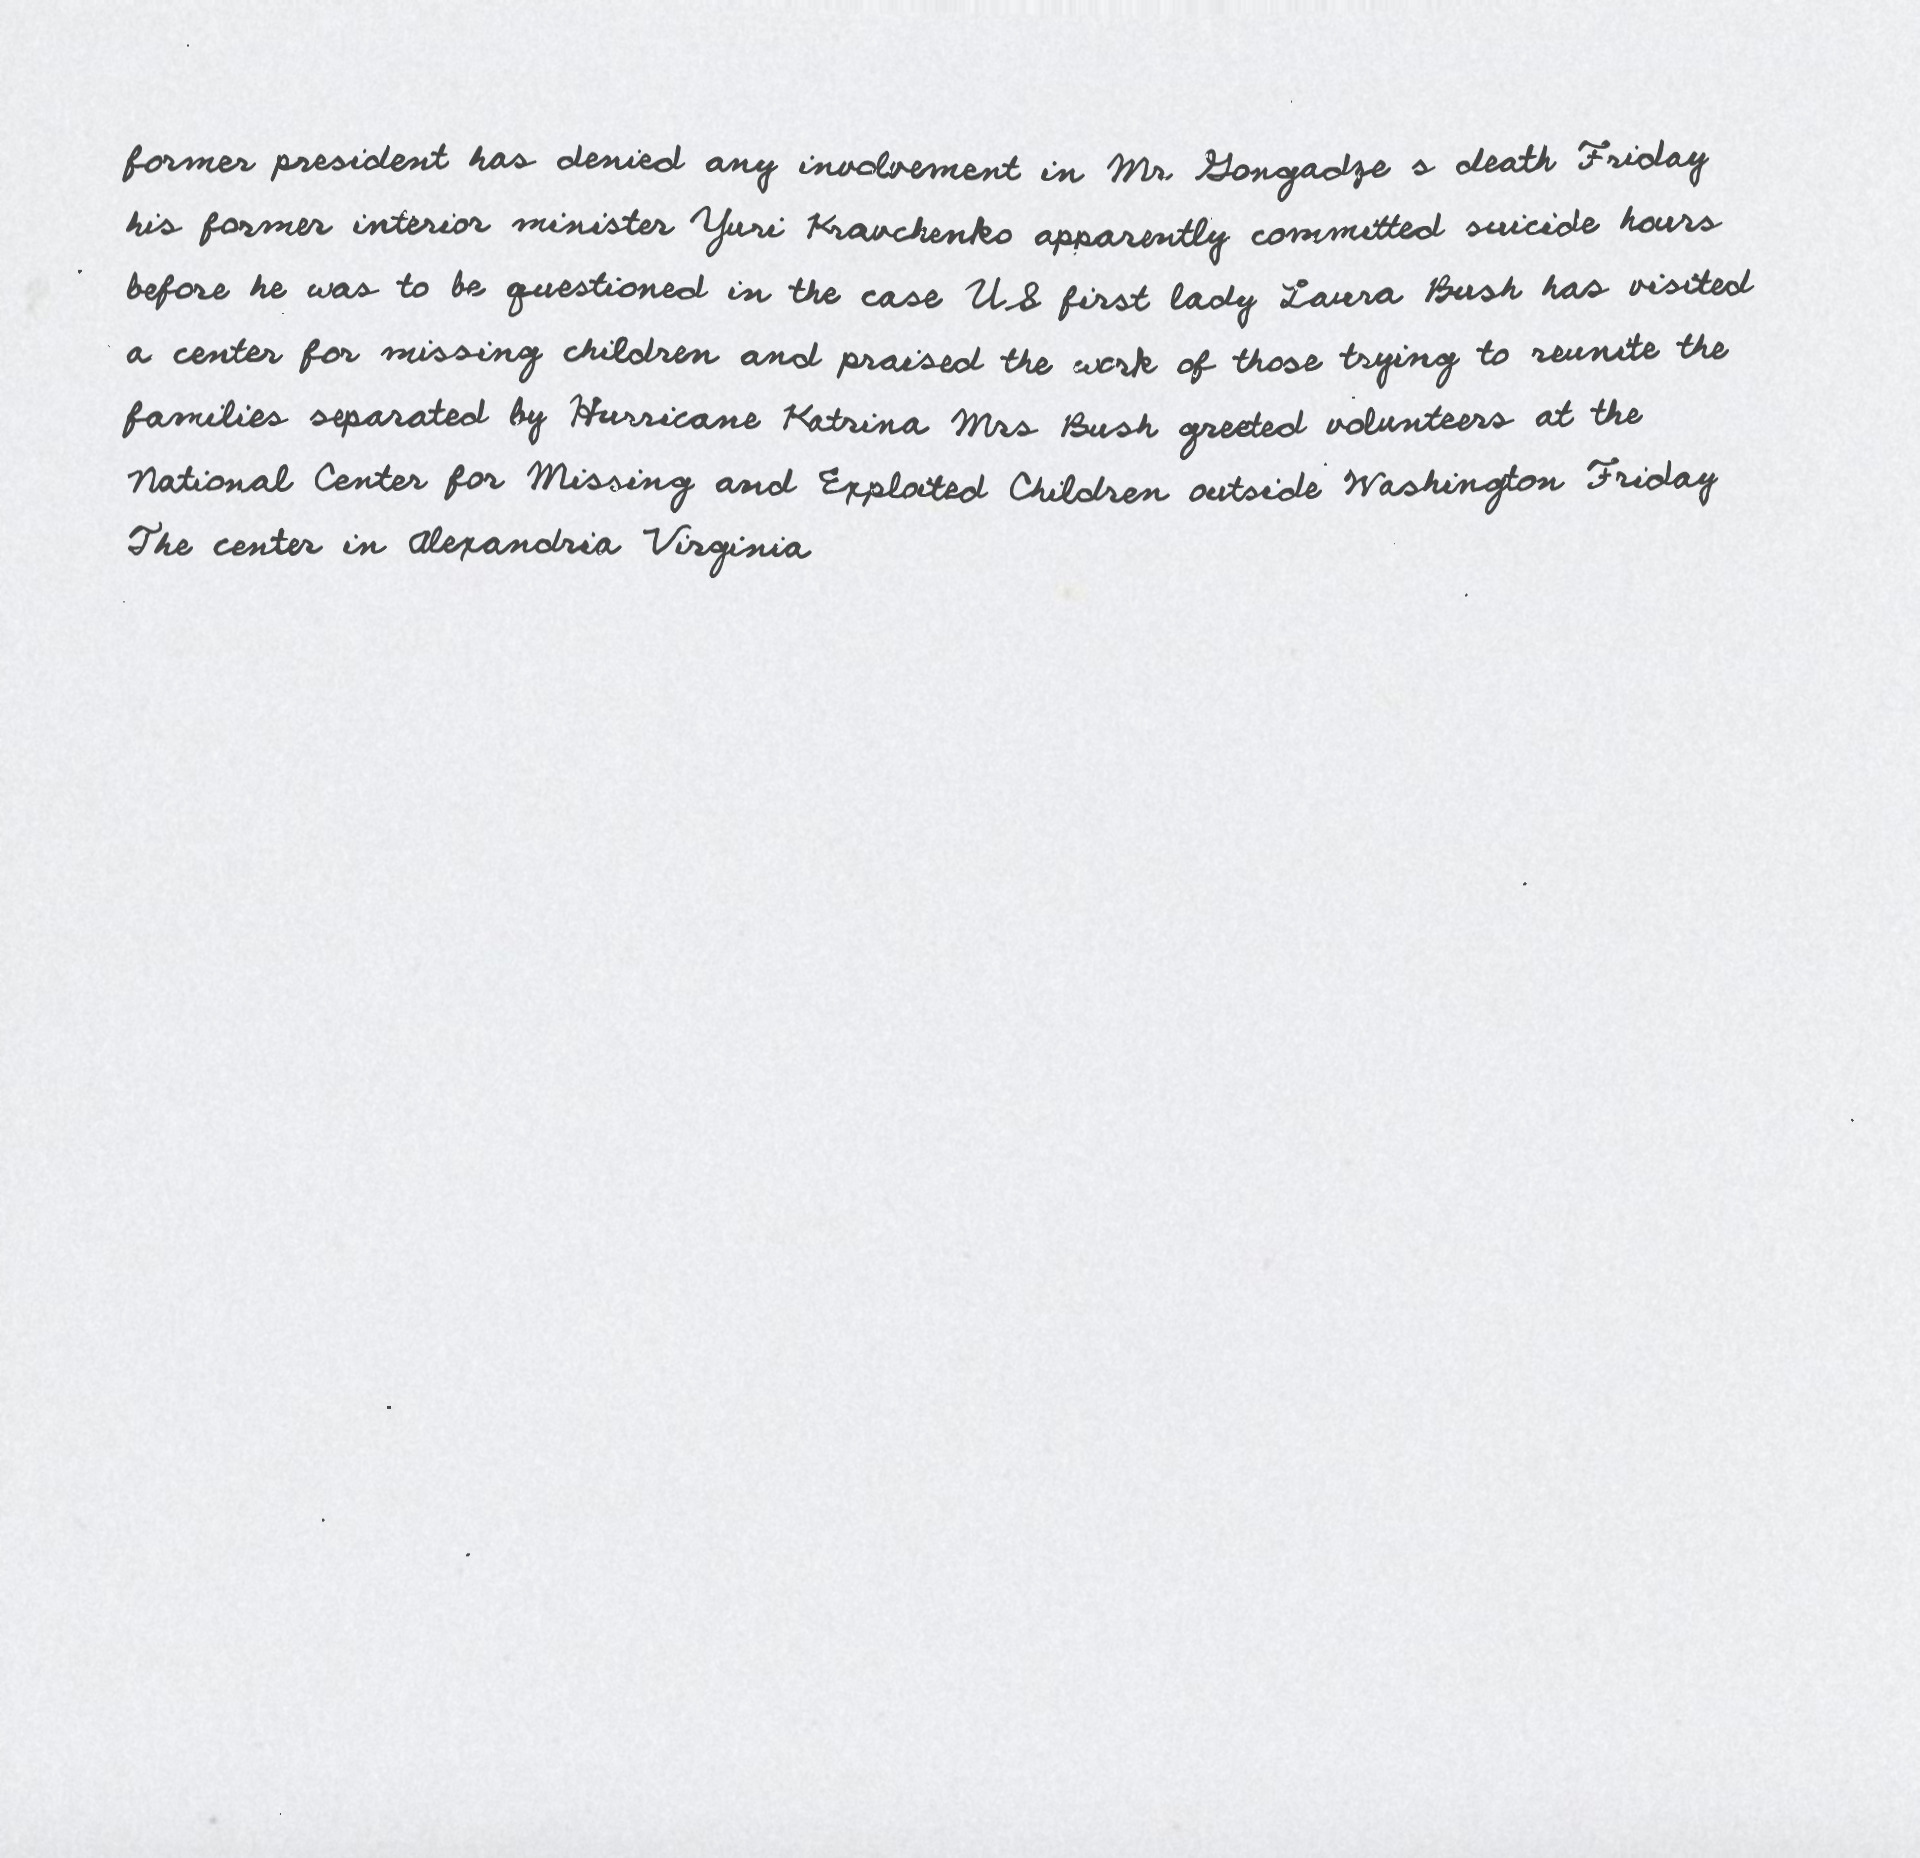 former president has denied any involvement in Mr. Gongadze s death Friday
his former interior minister Yuri Kravchenko apparently committed suicide hours
before he was to be questioned in the case U.S first lady Laura Bush has visited
a center for missing children and praised the work of those trying to reunite the
families separated by Hurricane Katrina Mrs Bush greeted volunteers at the
National Center for Missing and Exploited Children outside Washington Friday
The center in Alexandria Virginia